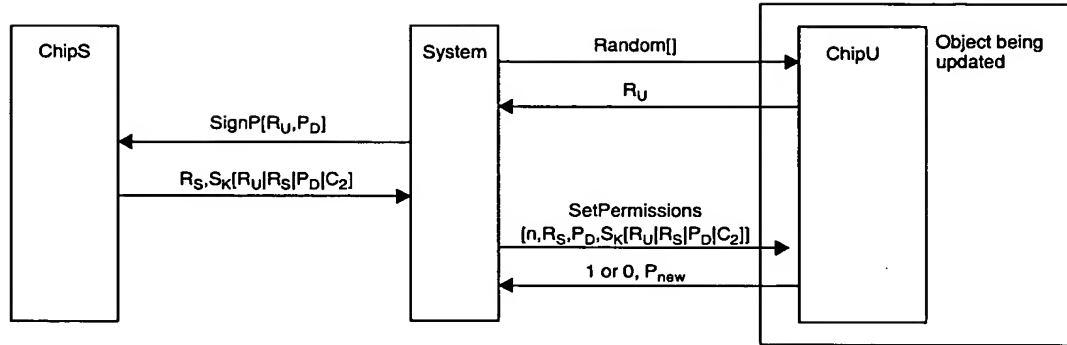 ChipS
System
Random[]
ChipU
Object being
updated
R_U
SignP[R_U,P_D]
R_S,S_K[R_U|R_S|P_D|C_2]
SetPermissions
[n,R_S,P_D,S_K[R_U|R_S|P_D|C_2]]
1 or 0, P_new